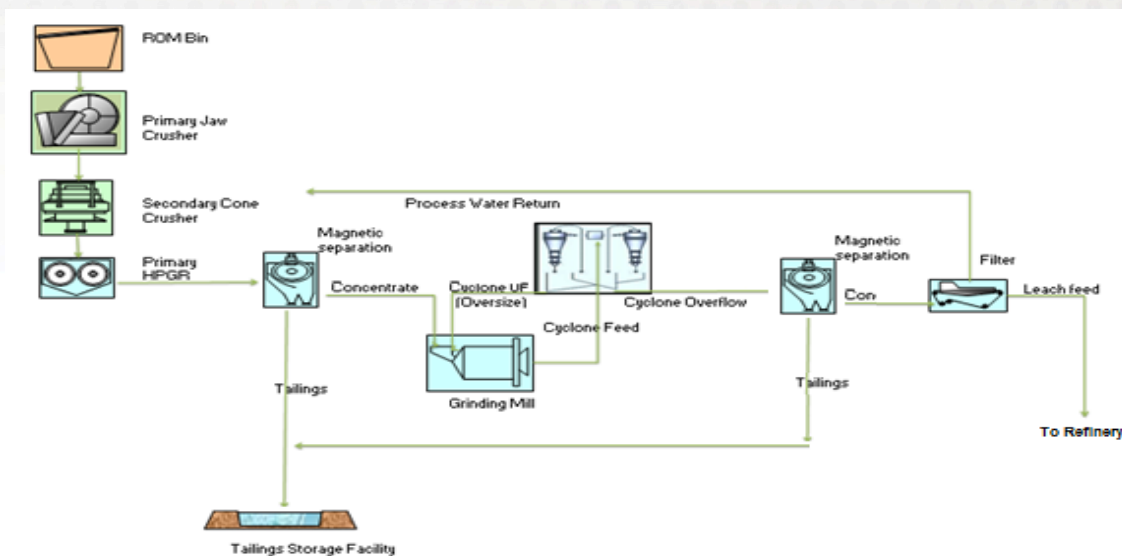 ROM Bin
Primary Jaw
Crusher
Secondary Cone
Crusher
Process Water Return
Magnetic
separation
Magnetic
separation
Primary
HPGR
Filter
Concentrate
Cyclone UF
(Oversize)
Cyclone Overflow
Con
Leach feed
Cyclone Feed
Tailings
Tailings
Grinding Mill
To Refinery
Tailings Storage Facility